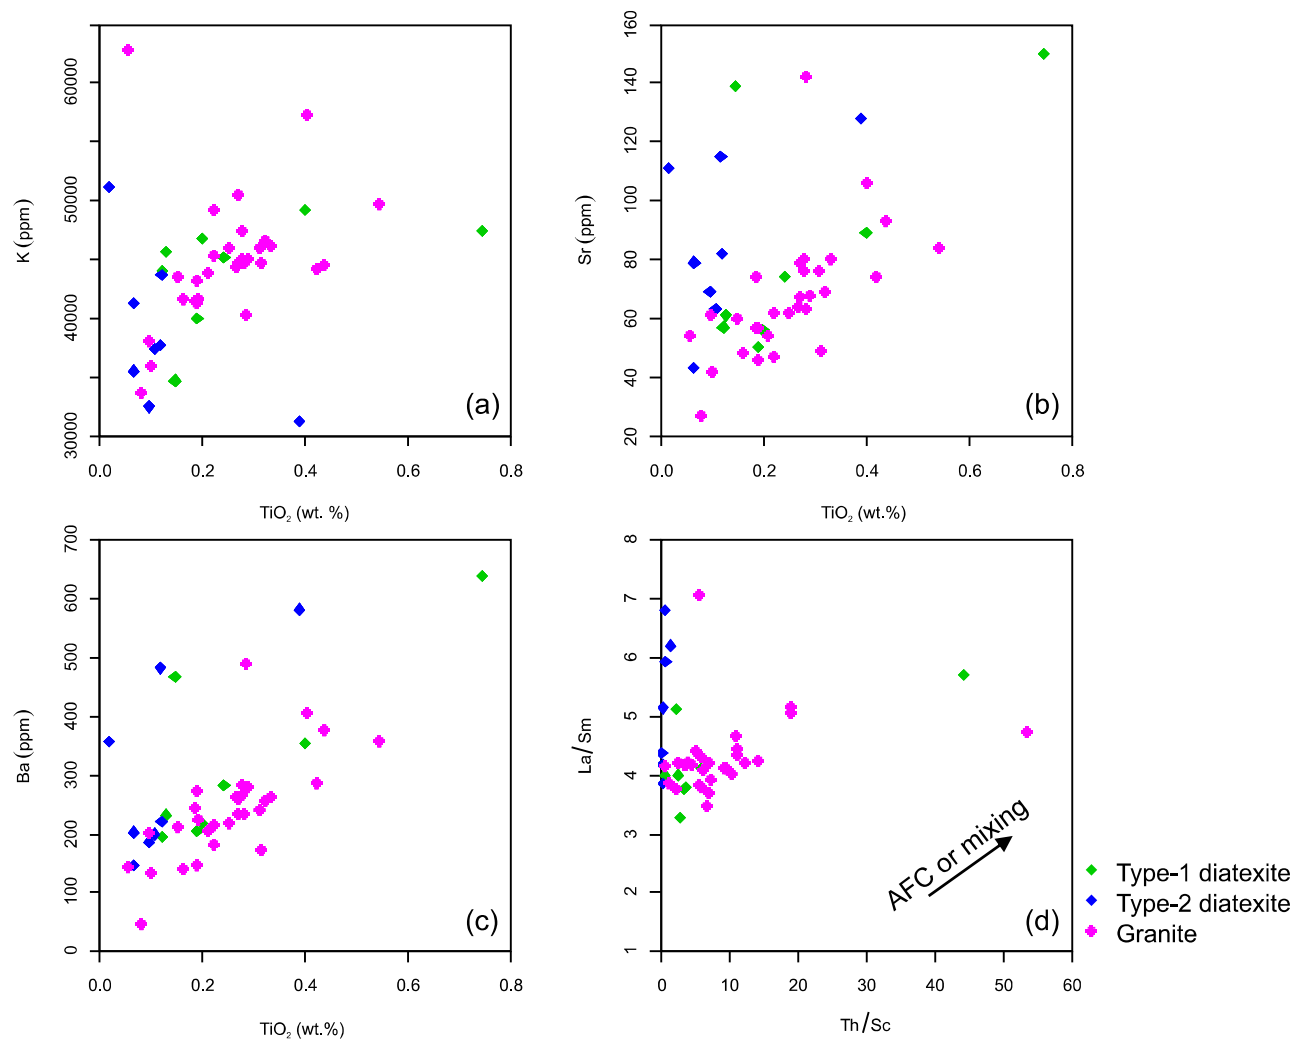 60000
50000
40000
30000
K (ppm)
(a)
0.0 0.2 0.4 0.6 0.8
TiO₂ (wt. %)
160
140
120
100
80
60
40
20
Sr (ppm)
(b)
0.0 0.2 0.4 0.6 0.8
TiO₂ (wt.%)
700
600
500
400
300
200
100
0
Ba (ppm)
(c)
0.0 0.2 0.4 0.6 0.8
TiO₂ (wt.%)
8
7
6
5
4
3
2
1
La/Sm
AFC or mixing
(d)
0 10 20 30 40 50 60
Th/Sc
Type-1 diatexite
Type-2 diatexite
Granite